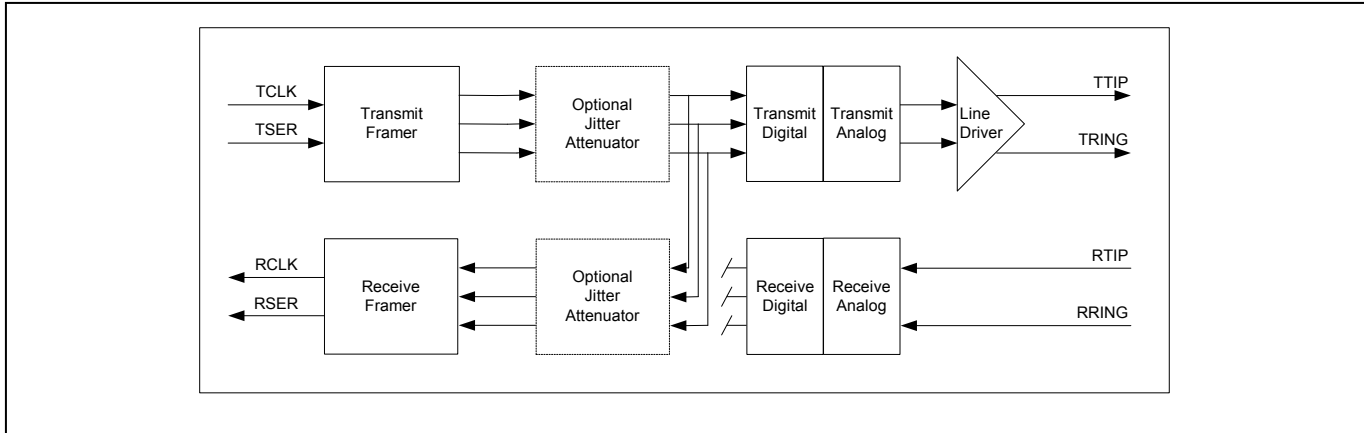 TCLK
TSER
Transmit
Framer
Optional
Jitter
Attenuator
Transmit
Digital
Transmit
Analog
Line
Driver
TTIP
TRING
RCLK
RSER
Receive
Framer
Optional
Jitter
Attenuator
Receive
Digital
Receive
Analog
RTIP
RRING